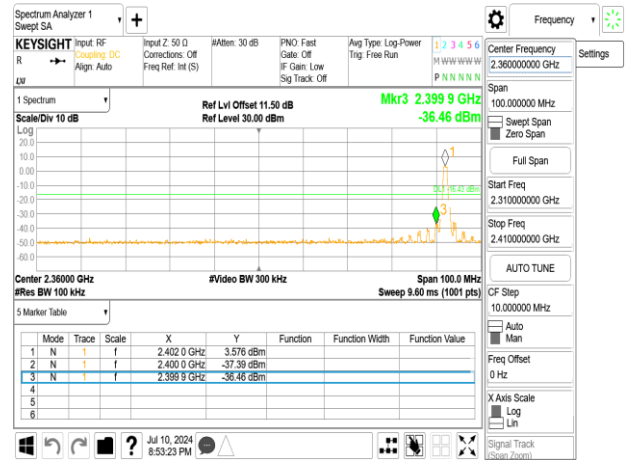 Spectrum Analyzer 1
Swept SA
Frequency
KEYSIGHT
R
Input: RF
Coupling: DC
Align: Auto
Input Z: 50 Ω
Corrections: Off
Freq Ref: Int (S)
#Atten: 30 dB
PNO: Fast
Gate: Off
IF Gain: Low
Sig Track: Off
Avg Type: Log-Power
Trig: Free Run
1 2 3 4 5 6
M W W W W W
P N N N N N
Center Frequency
2.360000000 GHz
Settings
Span
100.000000 MHz
Swept Span
Zero Span
Full Span
Start Freq
2.310000000 GHz
Stop Freq
2.410000000 GHz
AUTO TUNE
CF Step
10.000000 MHz
Auto
Man
Freq Offset
0 Hz
X Axis Scale
Log
Lin
Signal Track
(Span Zoom)
1 Spectrum
Scale/Div 10 dB
Ref Lvl Offset 11.50 dB
Ref Level 30.00 dBm
Mkr3 2.399 9 GHz
-36.46 dBm
Log
20.0
10.0
0.00
-10.0
-20.0
-30.0
-40.0
-50.0
-60.0
1
DL1 -16.43 dBm
3
Center 2.36000 GHz
#Res BW 100 kHz
#Video BW 300 kHz
Span 100.0 MHz
Sweep 9.60 ms (1001 pts)
5 Marker Table
Mode Trace Scale X Y Function Function Width Function Value
1 N 1 f 2.402 0 GHz 3.576 dBm
2 N 1 f 2.400 0 GHz -37.39 dBm
3 N 1 f 2.399 9 GHz -36.46 dBm
4
5
6
?
Jul 10, 2024
8:53:23 PM